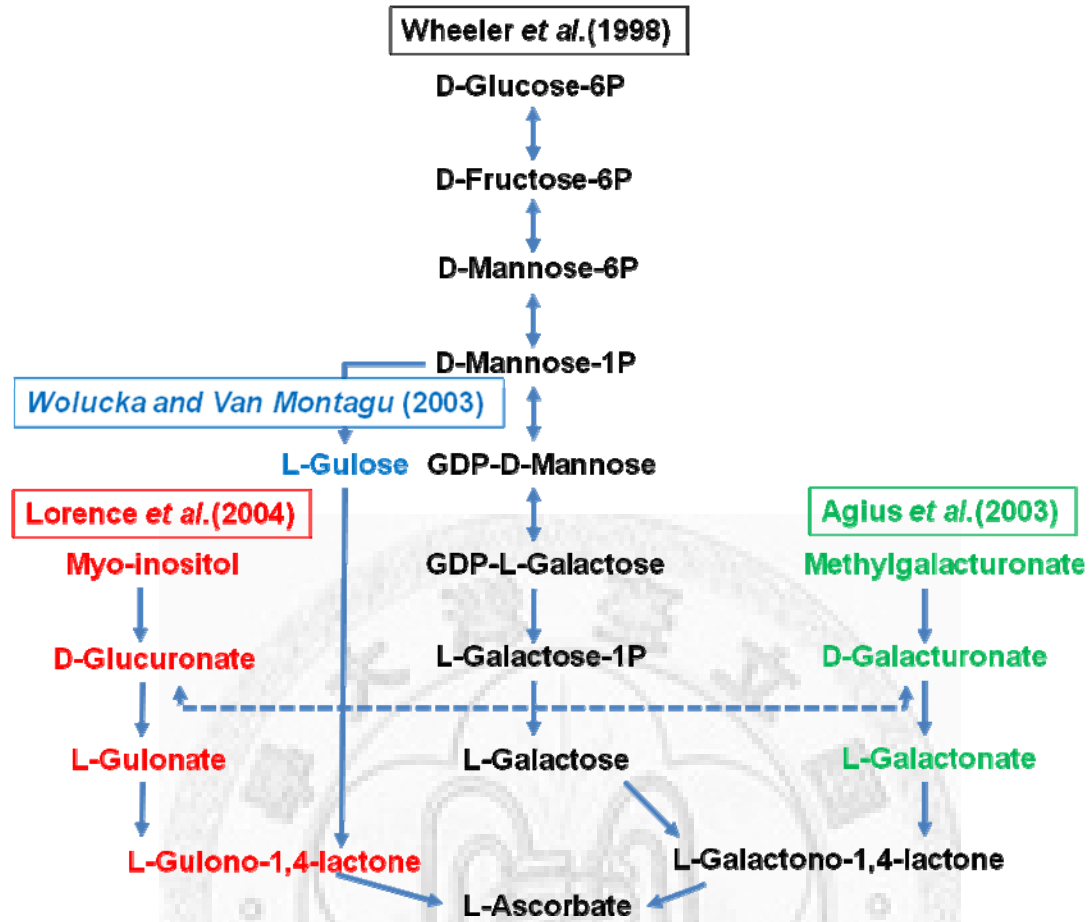 Wheeler et al.(1998)
D-Glucose-6P
D-Fructose-6P
D-Mannose-6P
D-Mannose-1P
Wolucka and Van Montagu (2003)
L-Gulose
GDP-D-Mannose
Lorence et al.(2004)
Agius et al.(2003)
Myo-inositol
GDP-L-Galactose
Methylgalacturonate
D-Glucuronate
L-Galactose-1P
D-Galacturonate
L-Gulonate
L-Galactose
L-Galactonate
L-Gulono-1,4-lactone
L-Galactono-1,4-lactone
L-Ascorbate